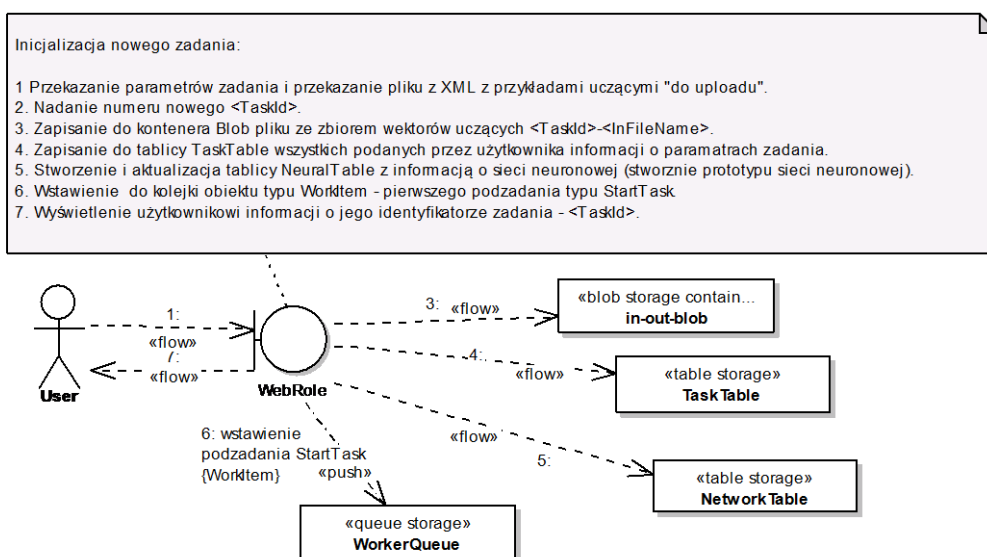 Inicjalizacja nowego zadania:
1 Przekazanie parametrów zadania i przekazanie pliku z XML z przykładami uczącymi "do uploadu".
2. Nadanie numeru nowego <TaskId>.
3. Zapisanie do kontenera Blob pliku ze zbiorem wektorów uczących <TaskId>-<InFileName>.
4. Zapisanie do tablicy TaskTable wszystkich podanych przez użytkownika informacji o paramatrach zadania.
5. Stworzenie i aktualizacja tablicy NeuralTable z informacją o sieci neuronowej (stworznie prototypu sieci neuronowej).
6. Wstawienie do kolejki obiektu typu WorkItem - pierwszego podzadania typu StartTask.
7. Wyświetlenie użytkownikowi informacji o jego identyfikatorze zadania - <TaskId>.
1:
«flow»
7:
«flow»
User
WebRole
3: «flow»
«blob storage contain...
in-out-blob
4:
«flow»
«table storage»
TaskTable
«flow»
5:
«table storage»
NetworkTable
6: wstawienie
podzadania StartTask
{WorkItem}
«push»
«queue storage»
WorkerQueue